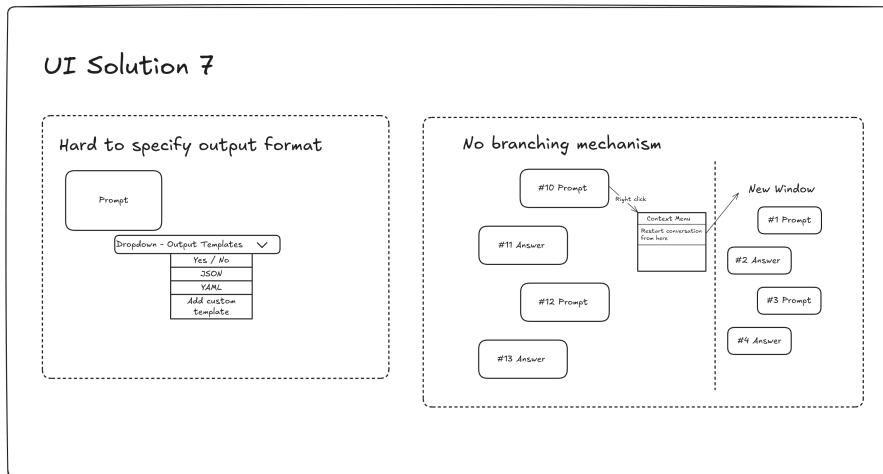 UI Solution 7
Hard to specify output format
Prompt
Dropdown - Output Templates
Yes / No
JSON
YAML
Add custom
template
No branching mechanism
#10 Prompt
Right click
#11 Answer
#12 Prompt
#13 Answer
Context Menu
Restart conversation
from here
New Window
#1 Prompt
#2 Answer
#3 Prompt
#4 Answer